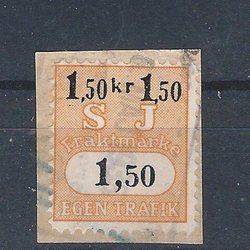 1,50 kr 1,50
S J
Fraktmärke
1,50
EGEN TRAFIK